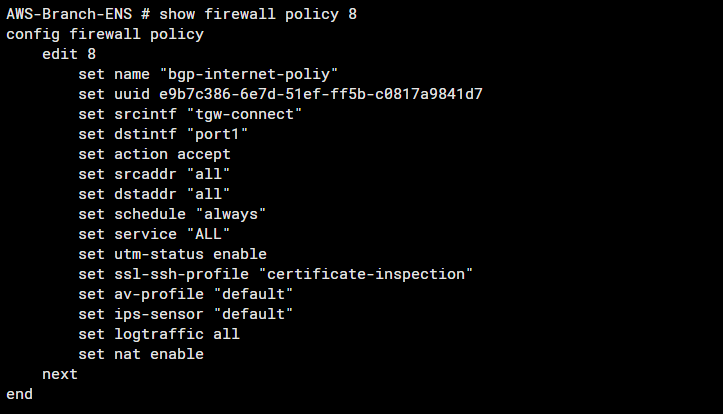 AWS-Branch-ENS # show firewall policy 8
config firewall policy
edit 8
set name "bgp-internet-poliy"
set uuid e9b7c386-6e7d-51ef-ff5b-c0817a9841d7
set srcintf "tgw-connect"
set dstintf "port1"
set action accept
set srcaddr "all"
set dstaddr "all"
set schedule "always"
set service "ALL"
set utm-status enable
set ssl-ssh-profile "certificate-inspection"
set av-profile "default"
set ips-sensor "default"
set logtraffic all
set nat enable
next
end